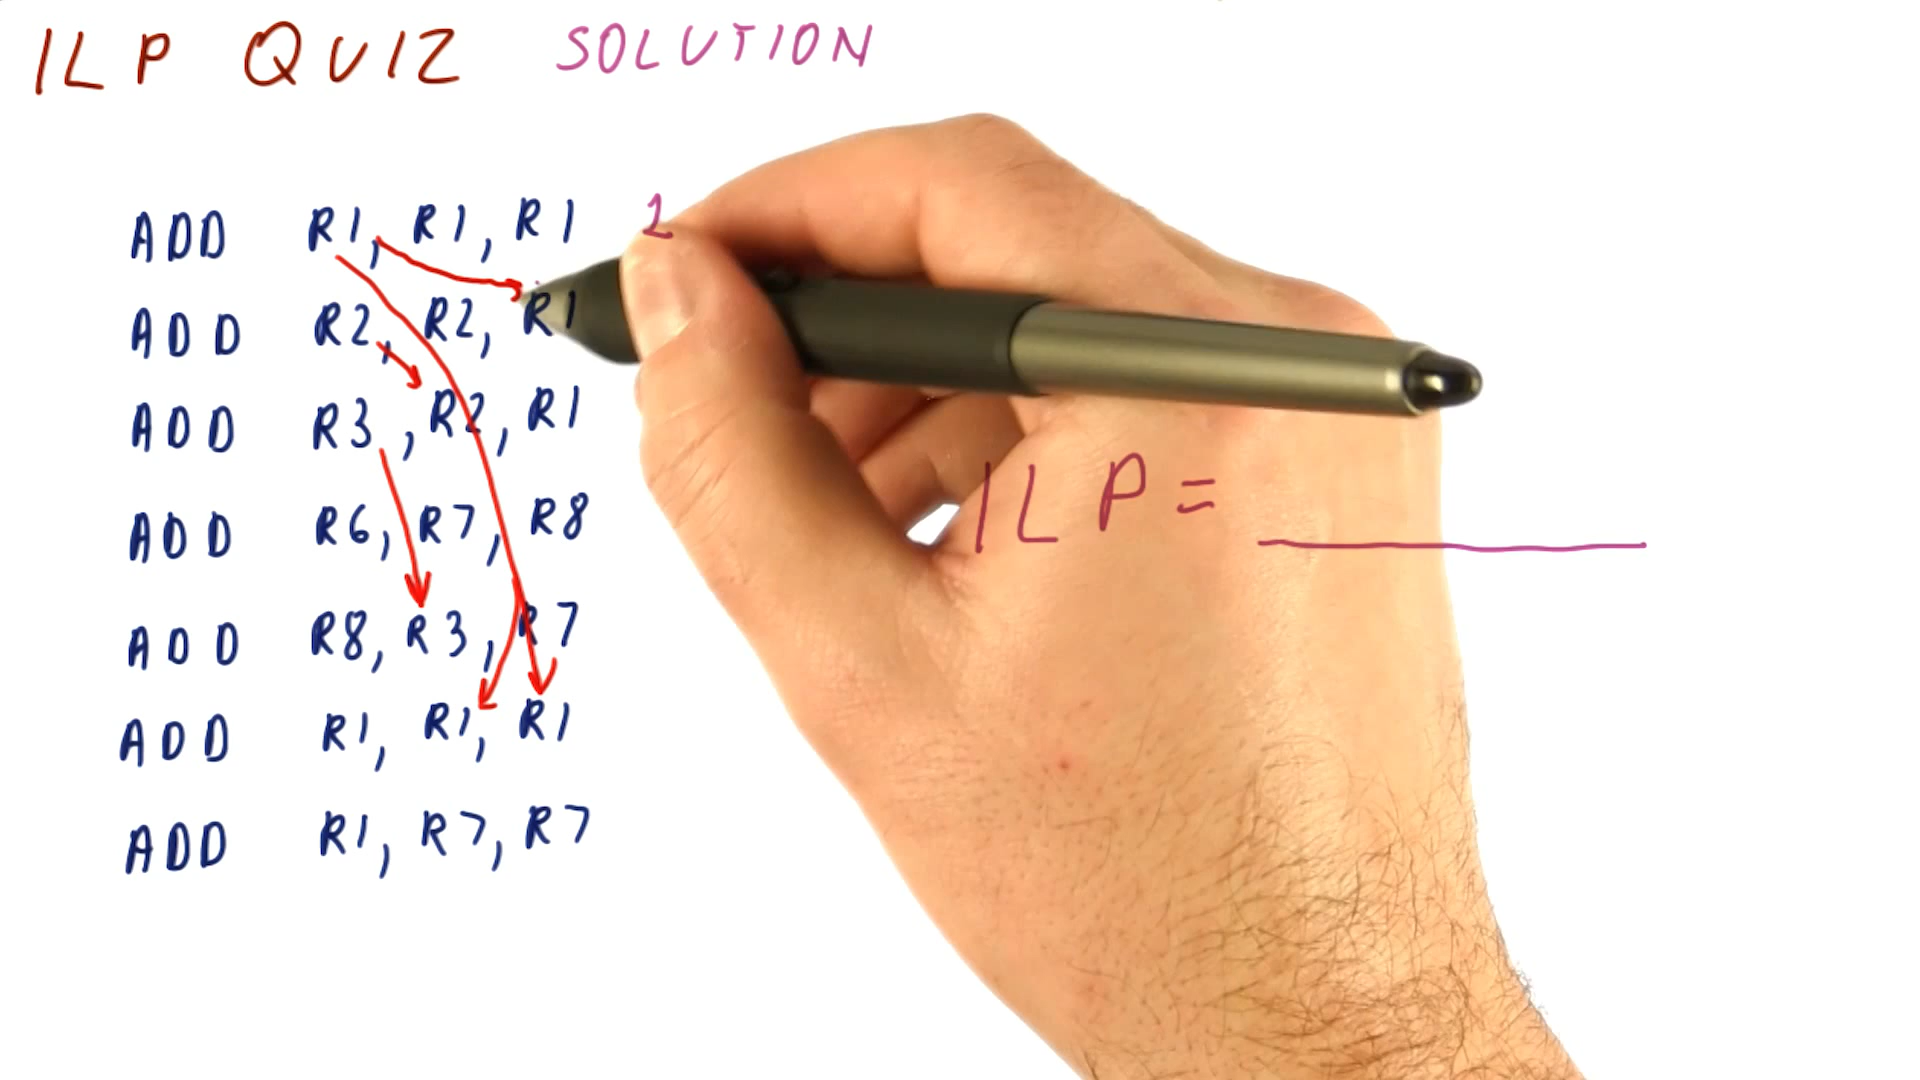 ILP QUIZ SOLUTION
ADD R1, R1, R1 1
ADD R2, R2, R1
ADD R3, R2, R1
ILP = ________
ADD R6, R7, R8
ADD R8, R3, R7
ADD R1, R1, R1
ADD R1, R7, R7